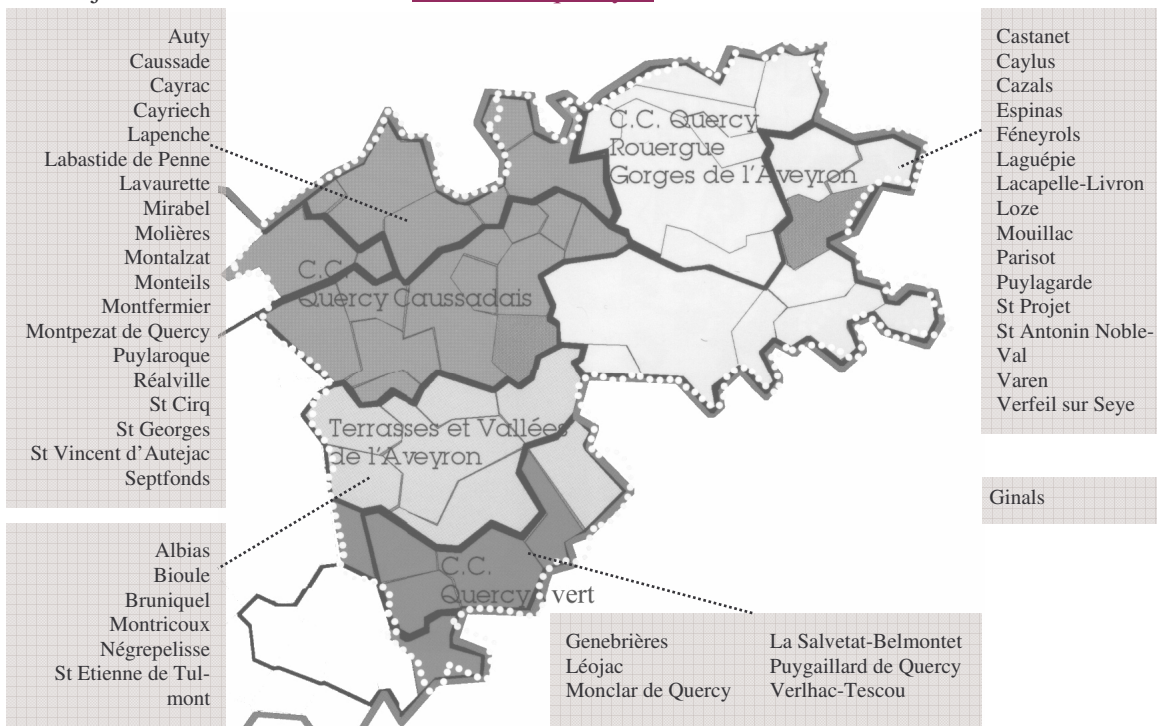 Auty
Caussade
Cayrac
Cayriech
Lapenche
Labastide de Penne
Lavaurette
Mirabel
Molières
Montalzat
Monteils
Montfermier
Montpezat de Quercy
Puylaroque
Réalville
St Cirq
St Georges
St Vincent d'Autejac
Septfonds
Albias
Bioule
Bruniquel
Montricoux
Négrepelisse
St Etienne de Tul-
mont
C.C. Quercy
Rouergue
Gorges de l'Aveyron
C.C.
Quercy Caussadais
Terrasses et Vallées
de l'Aveyron
C.C.
Quercy vert
Castanet
Caylus
Cazals
Espinas
Féneyrols
Laguépie
Lacapelle-Livron
Loze
Mouillac
Parisot
Puylagarde
St Projet
St Antonin Noble-
Val
Varen
Verfeil sur Seye
Ginals
Genebrières
Léojac
Monclar de Quercy
La Salvetat-Belmontet
Puygaillard de Quercy
Verlhac-Tescou